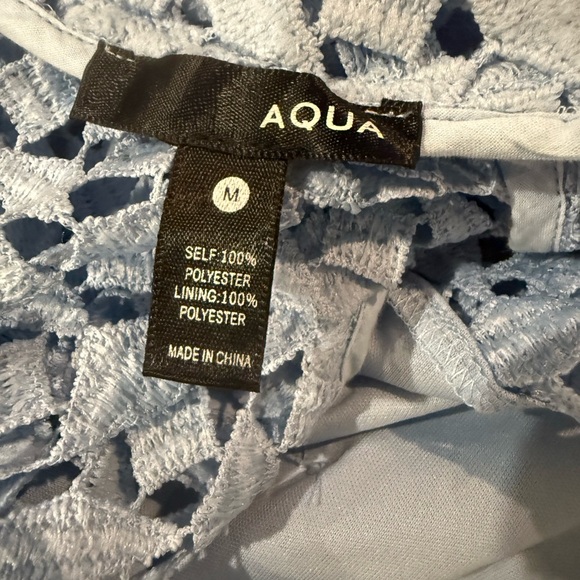 AQUA
M
SELF:100%
POLYESTER
LINING:100%
POLYESTER
MADE IN CHINA